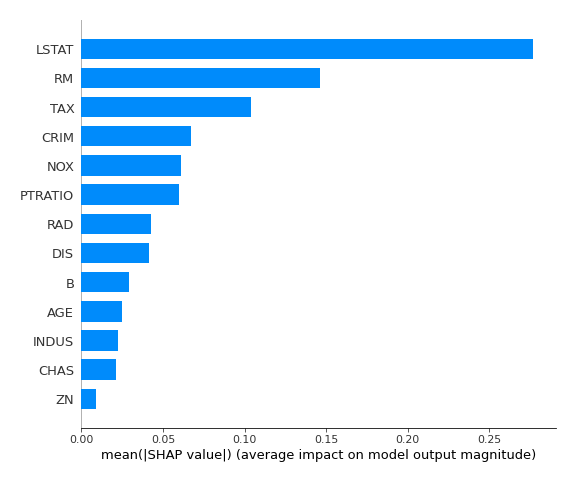 LSTAT
RM
TAX
CRIM
NOX
PTRATIO
RAD
DIS
B
AGE
INDUS
CHAS
ZN
0.00 0.05 0.10 0.15 0.20 0.25
mean(|SHAP value|) (average impact on model output magnitude)